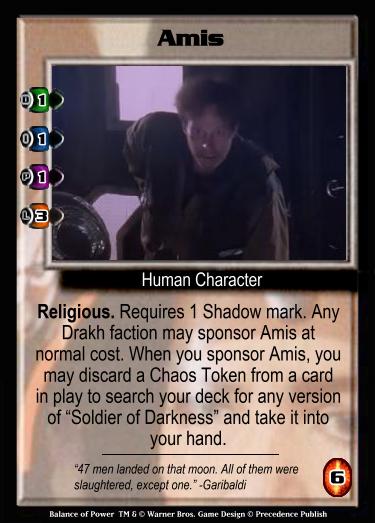 Amis
D 1
I 1
P 1
L 3
Human Character
Religious. Requires 1 Shadow mark. Any
Drakh faction may sponsor Amis at
normal cost. When you sponsor Amis, you
may discard a Chaos Token from a card
in play to search your deck for any version
of “Soldier of Darkness” and take it into
your hand.
“47 men landed on that moon. All of them were
slaughtered, except one.” -Garibaldi
6
Balance of Power TM & © Warner Bros. Game Design © Precedence Publish